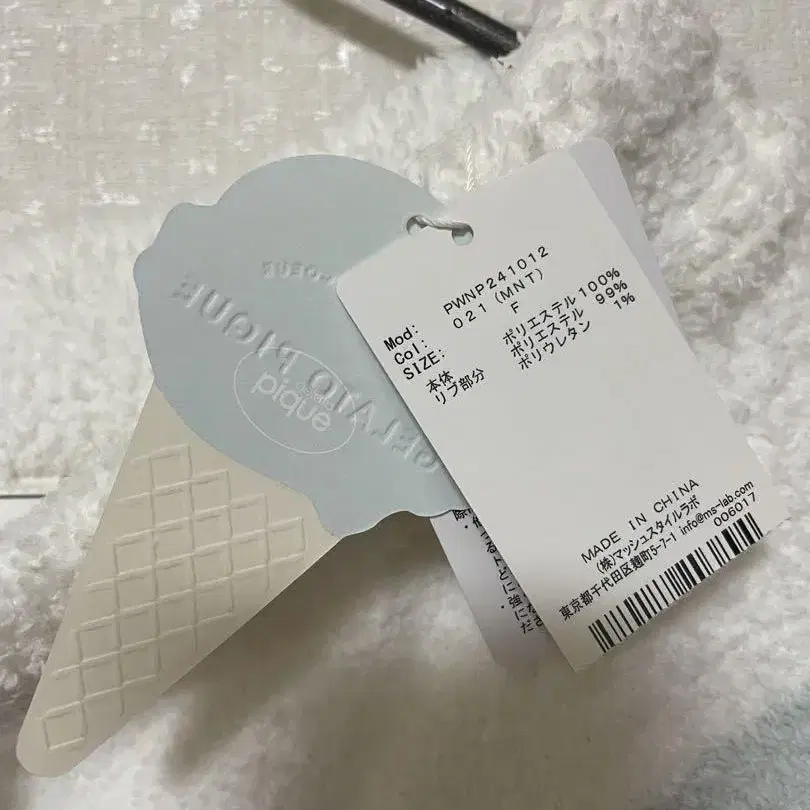 GELATO PIQUE
gelato
pique
Mod: PWNP241012
Col: 021 (MNT)
SIZE: F
本体 ポリエステル 100%
リブ部分 ポリエステル 99%
ポリウレタン 1%
MADE IN CHINA
(株)マッシュスタイルラボ
東京都千代田区麹町5-7-1 info@ms-lab.com
006017